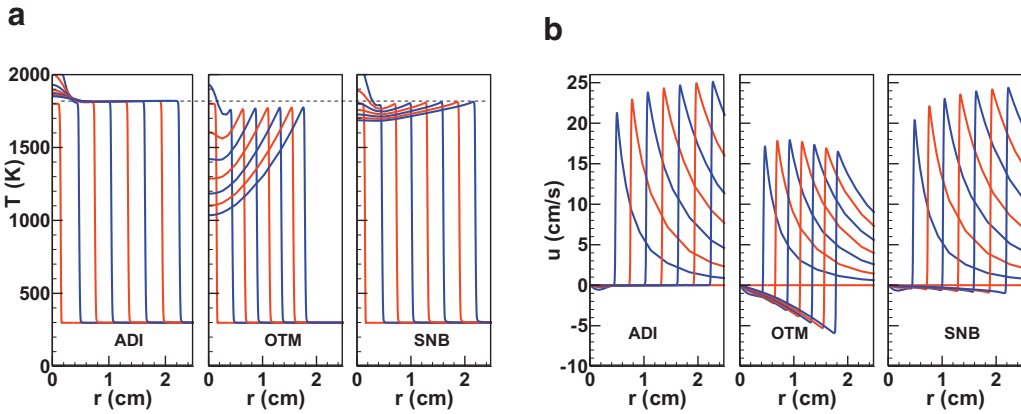 a
2000
1500
1000
500
0
T (K)
ADI
OTM
SNB
0 1 2
0 1 2
0 1 2
r (cm)
r (cm)
r (cm)
b
25
20
15
10
5
0
-5
-10
u (cm/s)
ADI
OTM
SNB
0 1 2
0 1 2
0 1 2
r (cm)
r (cm)
r (cm)